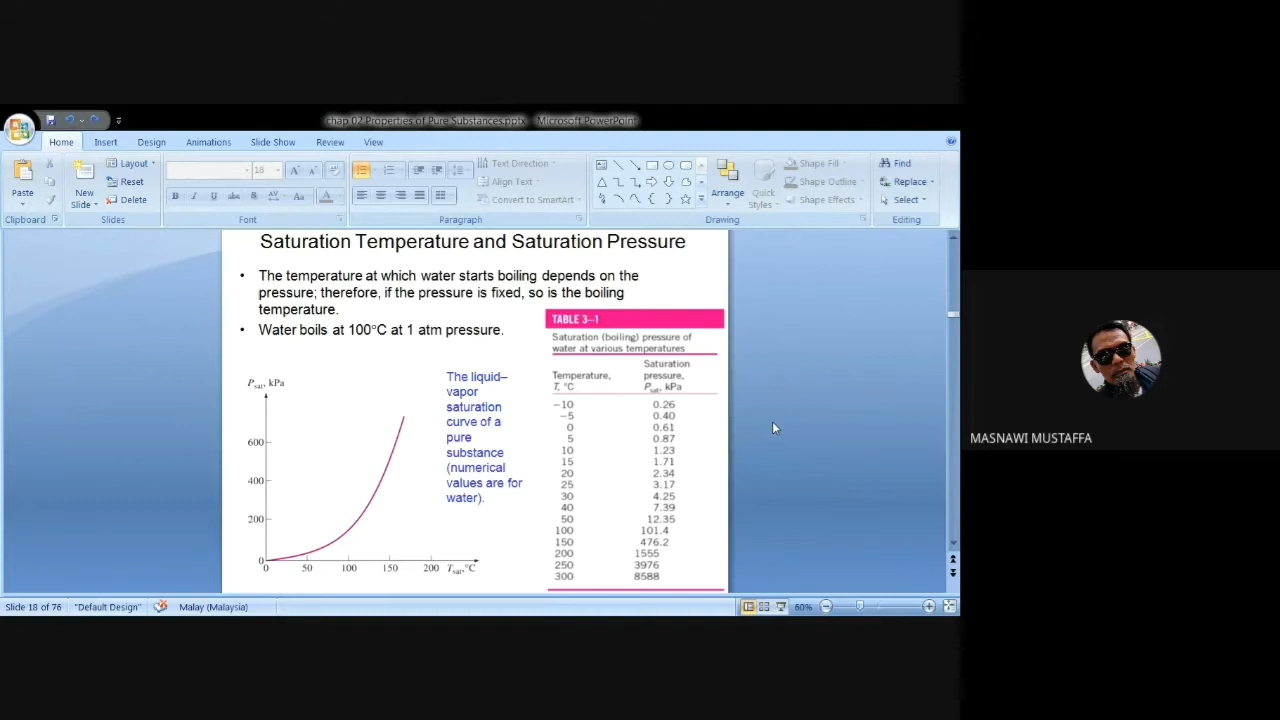 chap 02 Properties of Pure Substances.pptx - Microsoft PowerPoint
Home Insert Design Animations Slide Show Review View
Paste
Clipboard
New
Slide
Layout
Reset
Delete
Slides
18
B I U abc S AV Aa A
Font
Text Direction
Align Text
Convert to SmartArt
Paragraph
Arrange
Quick
Styles
Shape Fill
Shape Outline
Shape Effects
Drawing
Find
Replace
Select
Editing
Saturation Temperature and Saturation Pressure
• The temperature at which water starts boiling depends on the
pressure; therefore, if the pressure is fixed, so is the boiling
temperature.
• Water boils at 100°C at 1 atm pressure.
Psat, kPa
600
400
200
0
0 50 100 150 200 Tsat,°C
The liquid–
vapor
saturation
curve of a
pure
substance
(numerical
values are for
water).
TABLE 3–1
Saturation (boiling) pressure of
water at various temperatures
Saturation
Temperature, pressure,
T, °C Psat, kPa
−10 0.26
−5 0.40
0 0.61
5 0.87
10 1.23
15 1.71
20 2.34
25 3.17
30 4.25
40 7.39
50 12.35
100 101.4
150 476.2
200 1555
250 3976
300 8588
Slide 18 of 76 "Default Design" Malay (Malaysia) 60%
MASNAWI MUSTAFFA